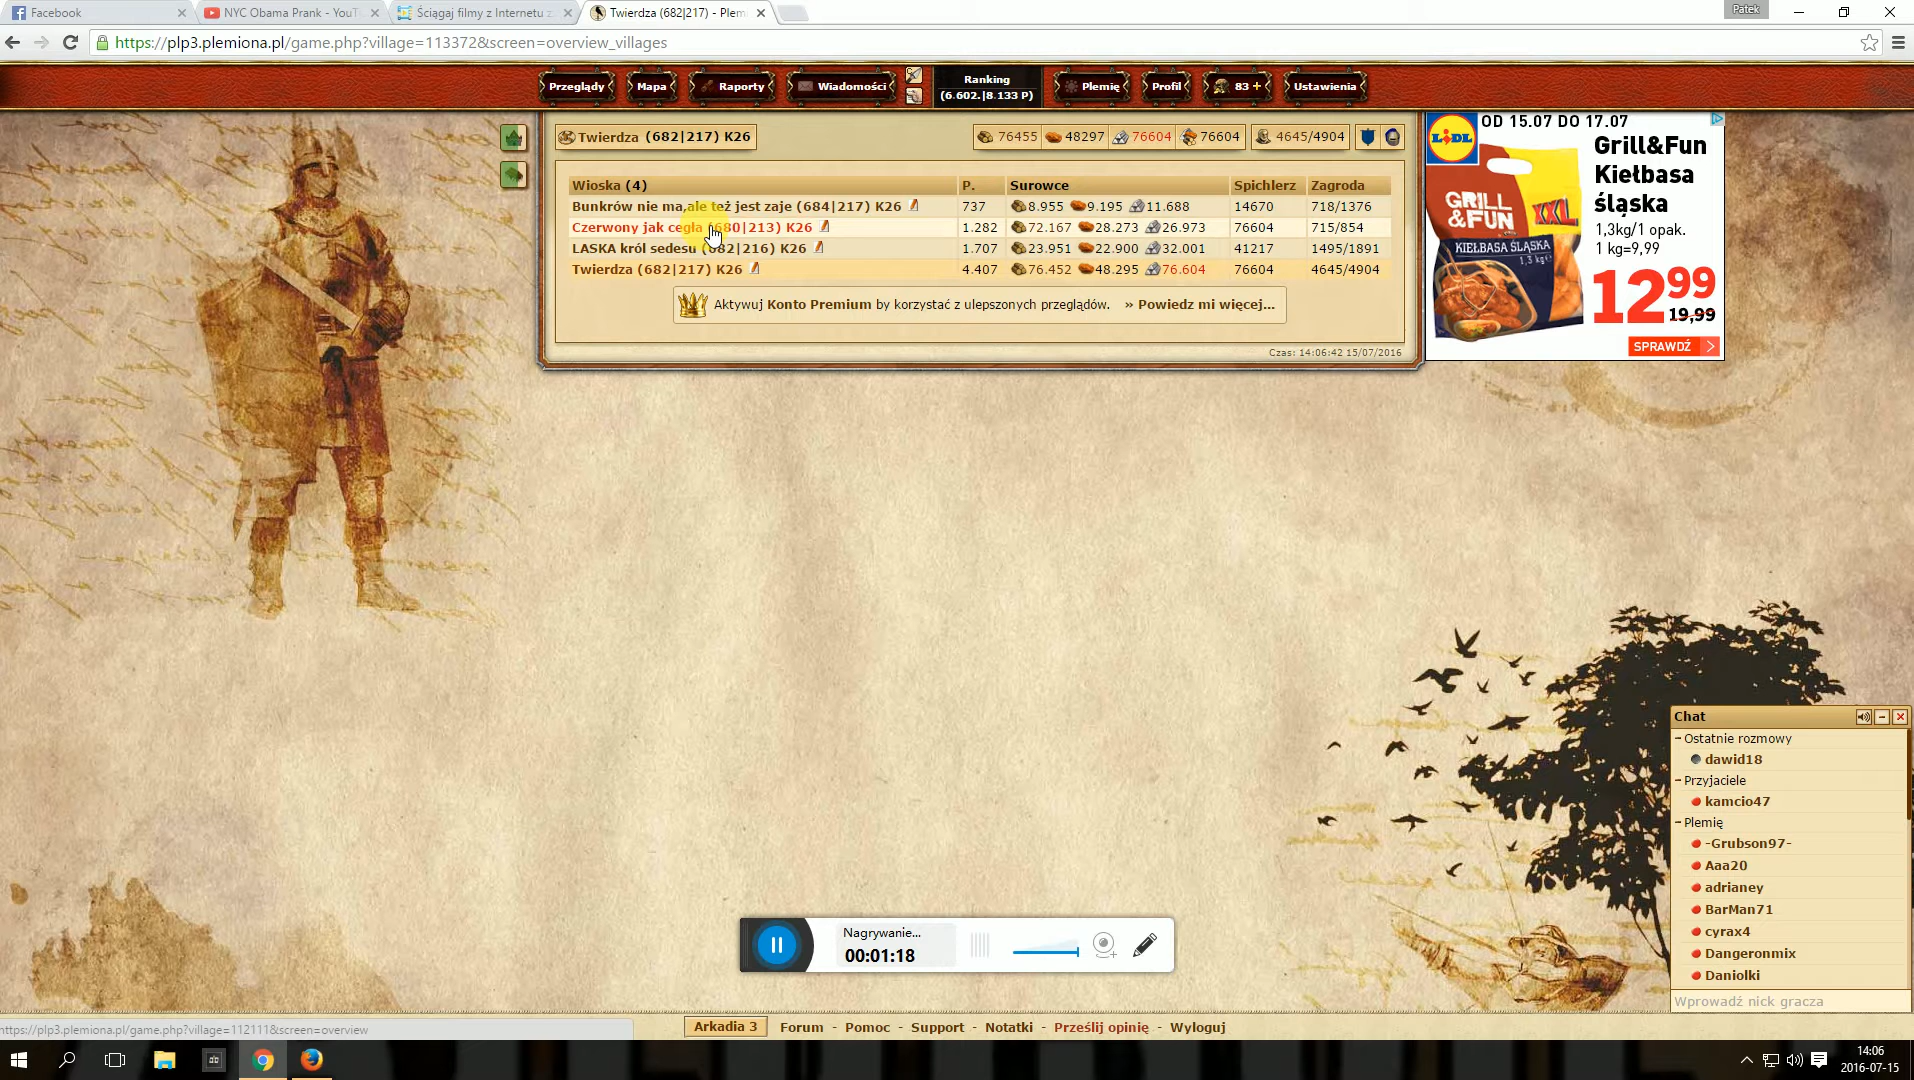 Facebook
NYC Obama Prank - YouT
Ściągaj filmy z Internetu z
Twierdza (682|217) - Plem
Patek
https://plp3.plemiona.pl/game.php?village=113372&screen=overview_villages
Przeglądy
Mapa
Raporty
Wiadomości
Ranking
(6.602.|8.133 P)
Plemię
Profil
83 +
Ustawienia
Twierdza (682|217) K26
76455 48297 76604 76604 4645/4904
Wioska (4) P. Surowce Spichlerz Zagroda
Bunkrów nie ma,ale też jest zaje (684|217) K26 737 8.955 9.195 11.688 14670 718/1376
Czerwony jak cegła (680|213) K26 1.282 72.167 28.273 26.973 76604 715/854
LASKA król sedesu (682|216) K26 1.707 23.951 22.900 32.001 41217 1495/1891
Twierdza (682|217) K26 4.407 76.452 48.295 76.604 76604 4645/4904
Aktywuj Konto Premium by korzystać z ulepszonych przeglądów. » Powiedz mi więcej...
Czas: 14:06:42 15/07/2016
OD 15.07 DO 17.07
LIDL
Grill&Fun
Kiełbasa
śląska
1,3kg/1 opak.
1 kg=9,99
12 99
19,99
SPRAWDŹ
GRILL
&FUN
XXL
KIEŁBASA ŚLĄSKA
1,3 kg
Chat
Ostatnie rozmowy
dawid18
Przyjaciele
kamcio47
Plemię
-Grubson97-
Aaa20
adrianey
BarMan71
cyrax4
Dangeronmix
Daniolki
Wprowadź nick gracza
Nagrywanie...
00:01:18
https://plp3.plemiona.pl/game.php?village=112111&screen=overview
Arkadia 3 Forum - Pomoc - Support - Notatki - Prześlij opinię - Wyloguj
14:06
2016-07-15